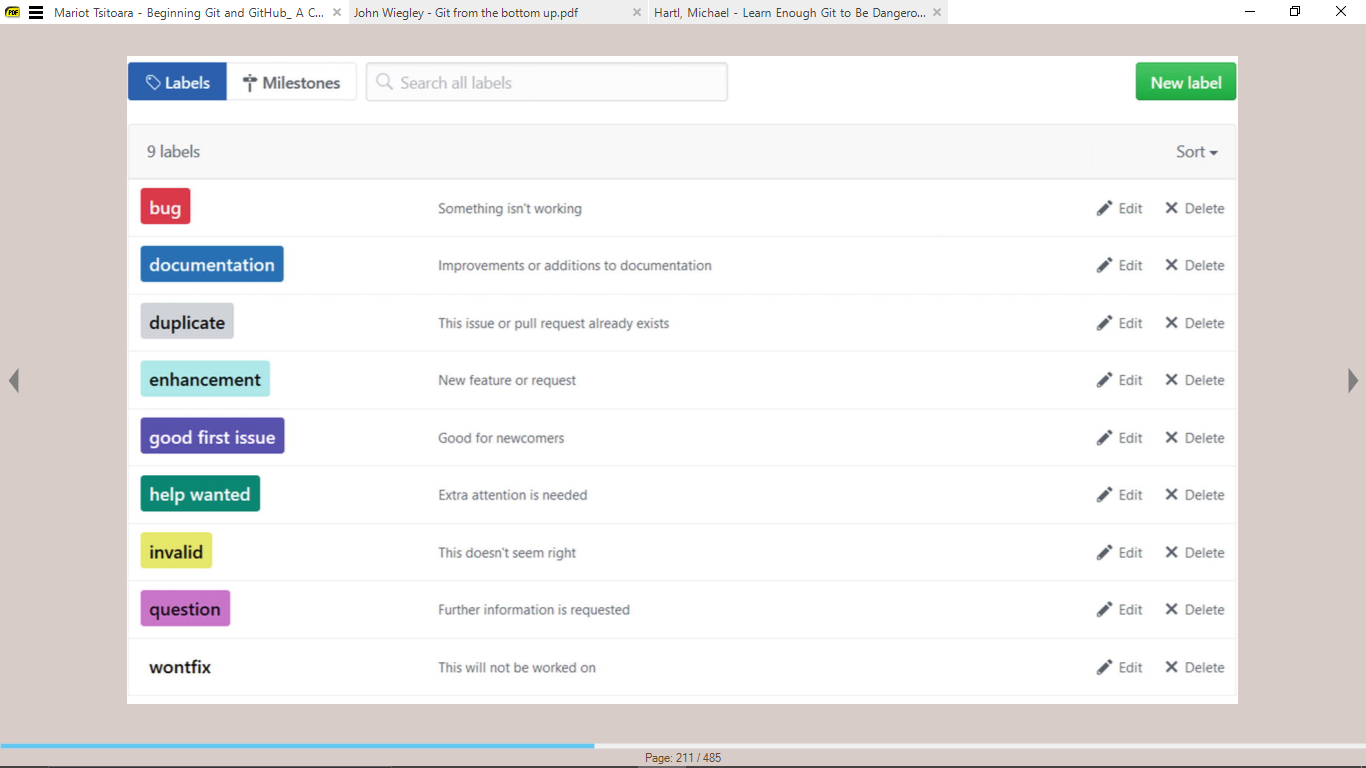 PDF Mariot Tsitoara - Beginning Git and GitHub_ A C... John Wiegley - Git from the bottom up.pdf Hartl, Michael - Learn Enough Git to Be Dangero...
Labels Milestones Search all labels New label
9 labels Sort
bug Something isn't working Edit Delete
documentation Improvements or additions to documentation Edit Delete
duplicate This issue or pull request already exists Edit Delete
enhancement New feature or request Edit Delete
good first issue Good for newcomers Edit Delete
help wanted Extra attention is needed Edit Delete
invalid This doesn't seem right Edit Delete
question Further information is requested Edit Delete
wontfix This will not be worked on Edit Delete
Page: 211 / 485